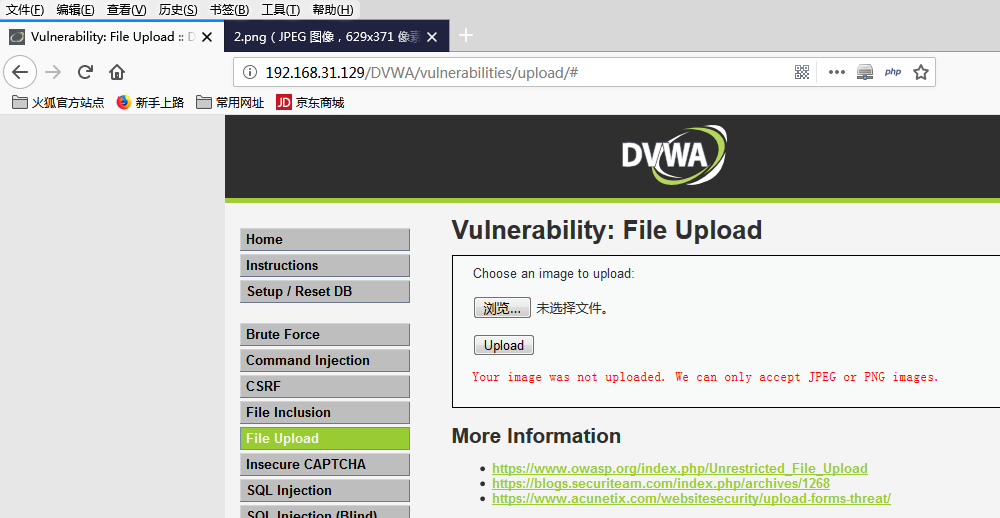 文件(F) 编辑(E) 查看(V) 历史(S) 书签(B) 工具(T) 帮助(H)
Vulnerability: File Upload :: D
2.png ( JPEG 图像，629x371 像素
192.168.31.129/DVWA/vulnerabilities/upload/#
php
火狐官方站点 新手上路 常用网址 JD 京东商城
DVWA
Home
Instructions
Setup / Reset DB
Brute Force
Command Injection
CSRF
File Inclusion
File Upload
Insecure CAPTCHA
SQL Injection
SQL Injection (Blind)
Vulnerability: File Upload
Choose an image to upload:
浏览... 未选择文件。
Upload
Your image was not uploaded. We can only accept JPEG or PNG images.
More Information
https://www.owasp.org/index.php/Unrestricted_File_Upload
https://blogs.securiteam.com/index.php/archives/1268
https://www.acunetix.com/websitesecurity/upload-forms-threat/